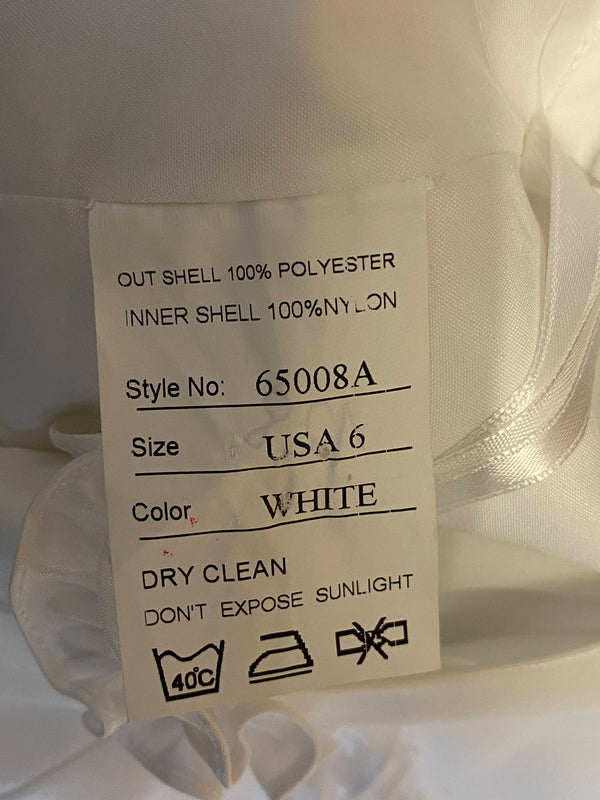 OUT SHELL 100% POLYESTER
INNER SHELL 100%NYLON
Style No: 65008A
Size USA 6
Color WHITE
DRY CLEAN
DON'T EXPOSE SUNLIGHT
40°C